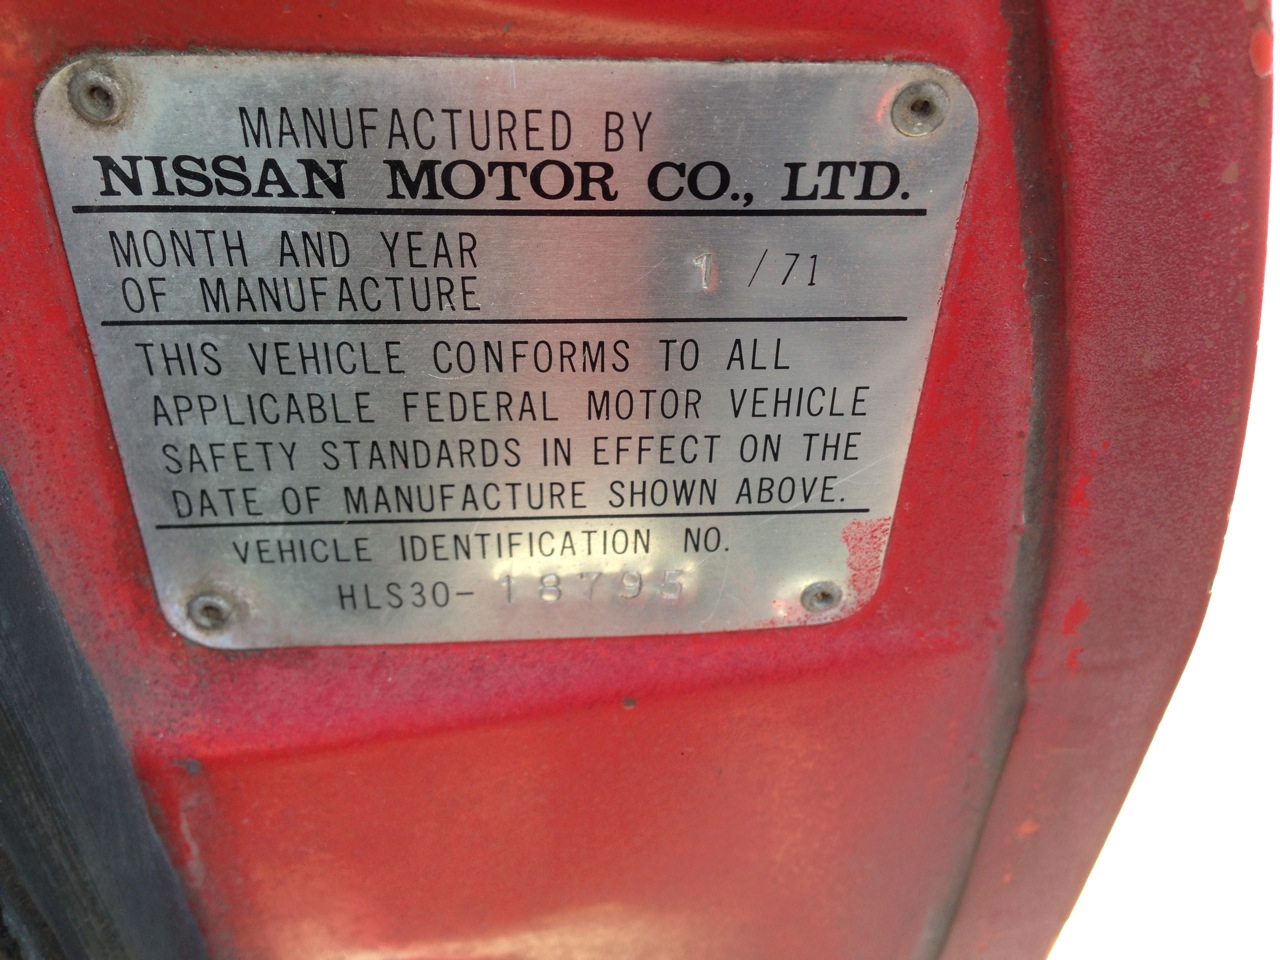 MANUFACTURED BY
NISSAN MOTOR CO., LTD.
MONTH AND YEAR
OF MANUFACTURE 1 /71
THIS VEHICLE CONFORMS TO ALL
APPLICABLE FEDERAL MOTOR VEHICLE
SAFETY STANDARDS IN EFFECT ON THE
DATE OF MANUFACTURE SHOWN ABOVE.
VEHICLE IDENTIFICATION NO.
HLS30- 18795